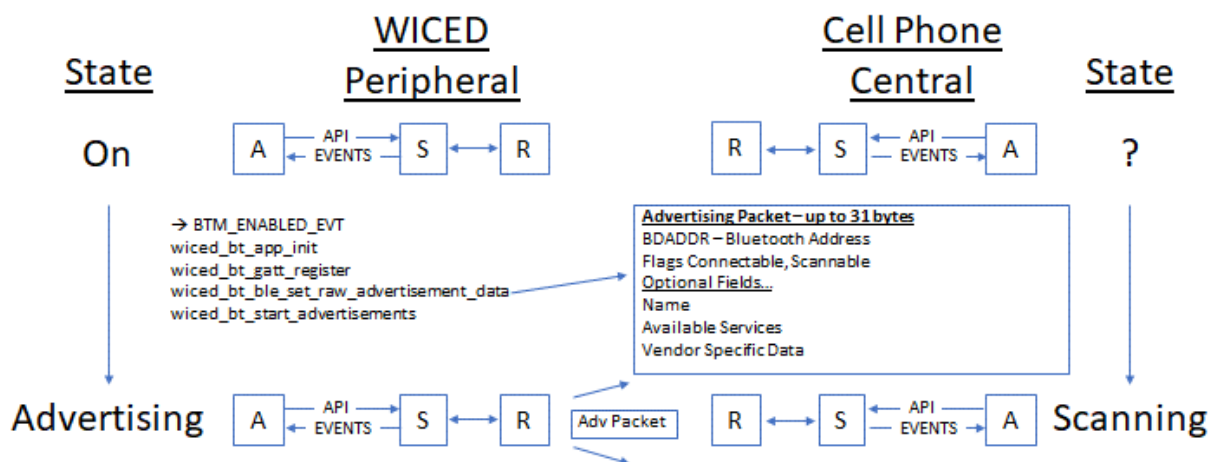 WICED
Peripheral
Cell Phone
Central
State
State
On
A
API
EVENTS
S
R
R
S
API
EVENTS
A
?
→ BTM_ENABLED_EVT
wiced_bt_app_init
wiced_bt_gatt_register
wiced_bt_ble_set_raw_advertisement_data
wiced_bt_start_advertisements
Advertising Packet – up to 31 bytes
BDADDR – Bluetooth Address
Flags Connectable, Scannable
Optional Fields...
Name
Available Services
Vendor Specific Data
Advertising
A
API
EVENTS
S
R
Adv Packet
R
S
API
EVENTS
A
Scanning